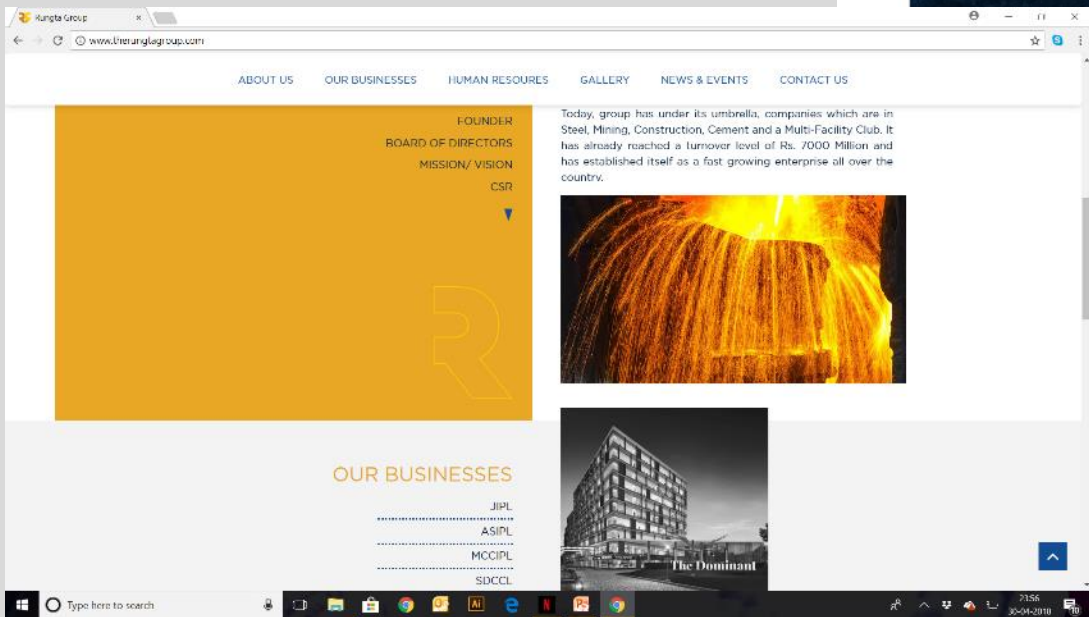 Rungta Group
www.therungtagroup.com
ABOUT US OUR BUSINESSES HUMAN RESOURES GALLERY NEWS & EVENTS CONTACT US
FOUNDER
BOARD OF DIRECTORS
MISSION/ VISION
CSR
Today, group has under its umbrella, companies which are in
Steel, Mining, Construction, Cement and a Multi-Facility Club. It
has already reached a turnover level of Rs. 7000 Million and
has established itself as a fast growing enterprise all over the
country.
R
OUR BUSINESSES
JIPL
ASIPL
MCCIPL
SDCCL
The Dominant
Type here to search
23:56
30-04-2018